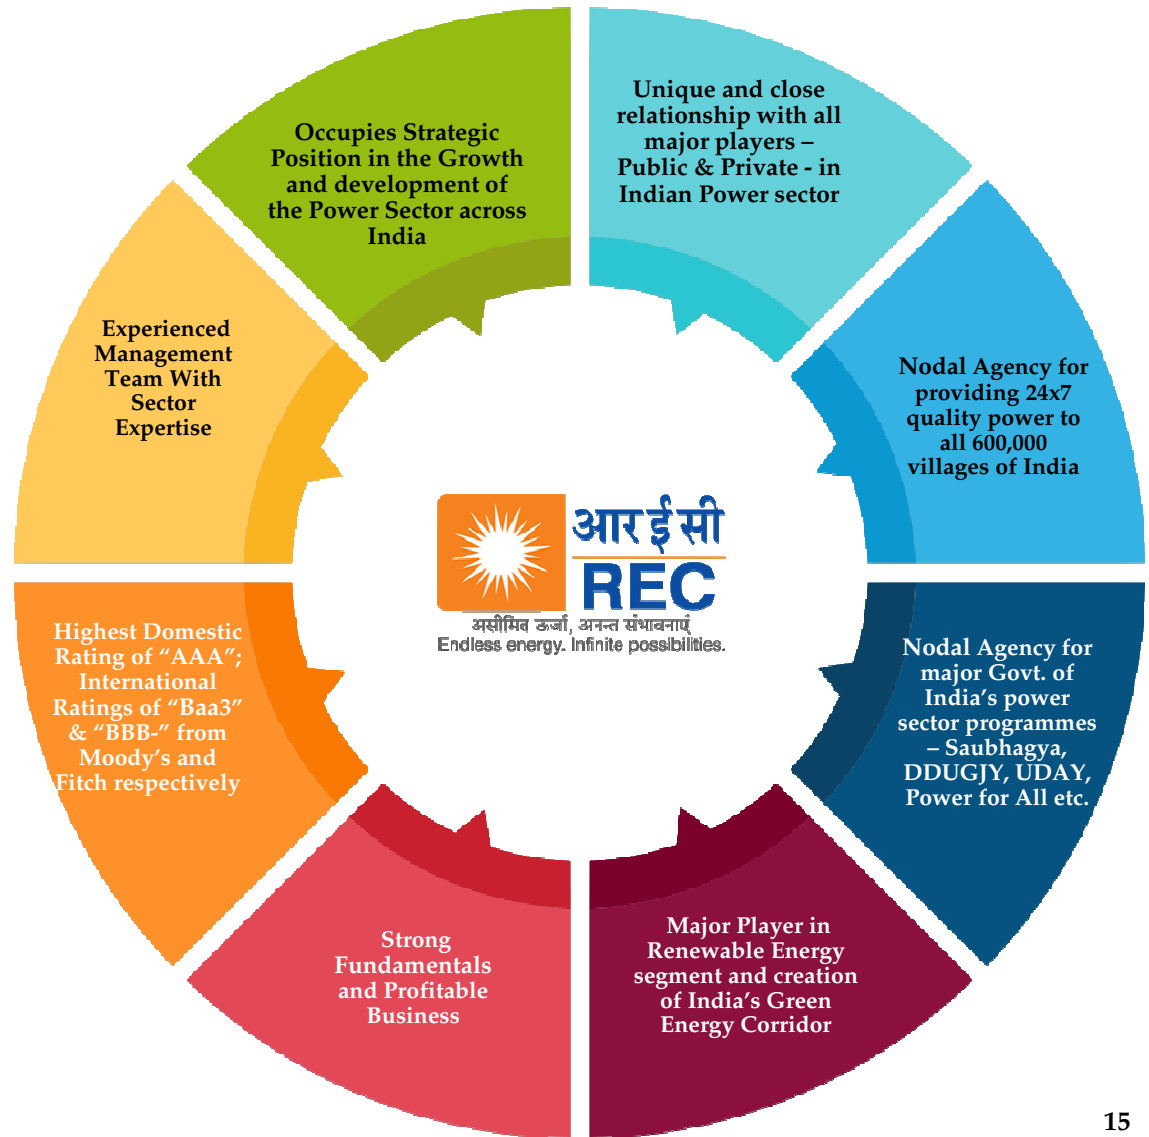 Unique and close
relationship with all
major players –
Public & Private - in
Indian Power sector
Nodal Agency for
providing 24x7
quality power to
all 600,000
villages of India
Nodal Agency for
major Govt. of
India’s power
sector programmes
– Saubhagya,
DDUGJY, UDAY,
Power for All etc.
Major Player in
Renewable Energy
segment and creation
of India’s Green
Energy Corridor
Strong
Fundamentals
and Profitable
Business
Highest Domestic
Rating of “AAA”;
International
Ratings of “Baa3”
& “BBB-” from
Moody’s and
Fitch respectively
Experienced
Management
Team With
Sector
Expertise
Occupies Strategic
Position in the Growth
and development of
the Power Sector across
India
आर ई सी
REC
असीमित ऊर्जा, अनन्त संभावनाएं
Endless energy. Infinite possibilities.
15